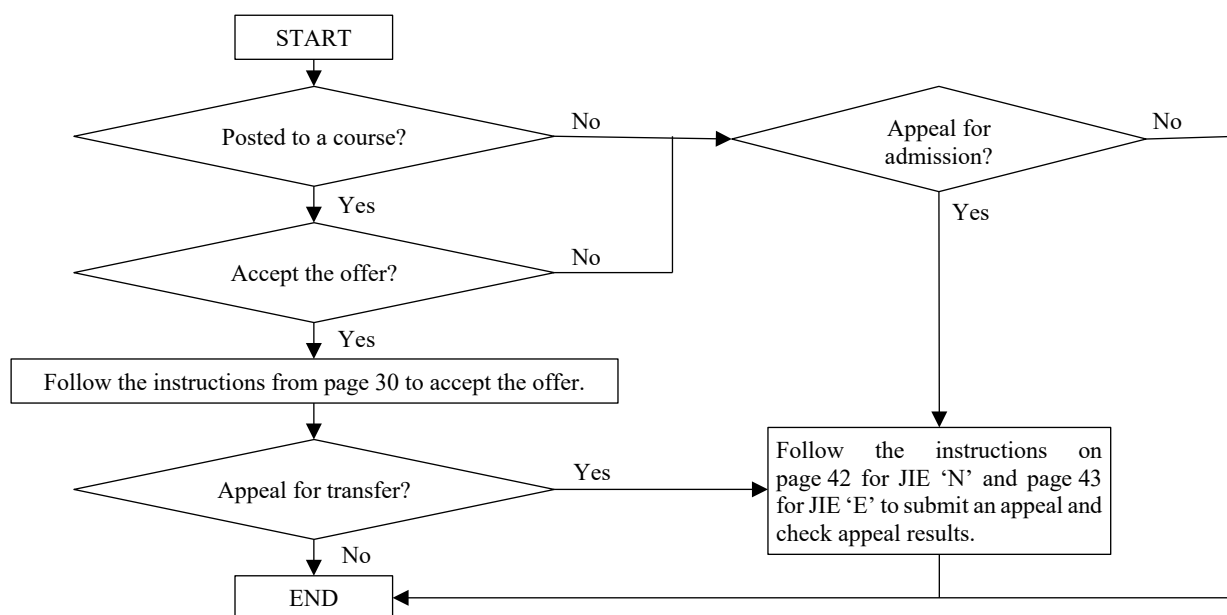 START
Posted to a course?
No
Appeal for
admission?
No
Yes
Yes
Accept the offer?
No
Yes
Follow the instructions from page 30 to accept the offer.
Appeal for transfer?
Yes
Follow the instructions on
page 42 for JIE ‘N’ and page 43
for JIE ‘E’ to submit an appeal and
check appeal results.
No
END